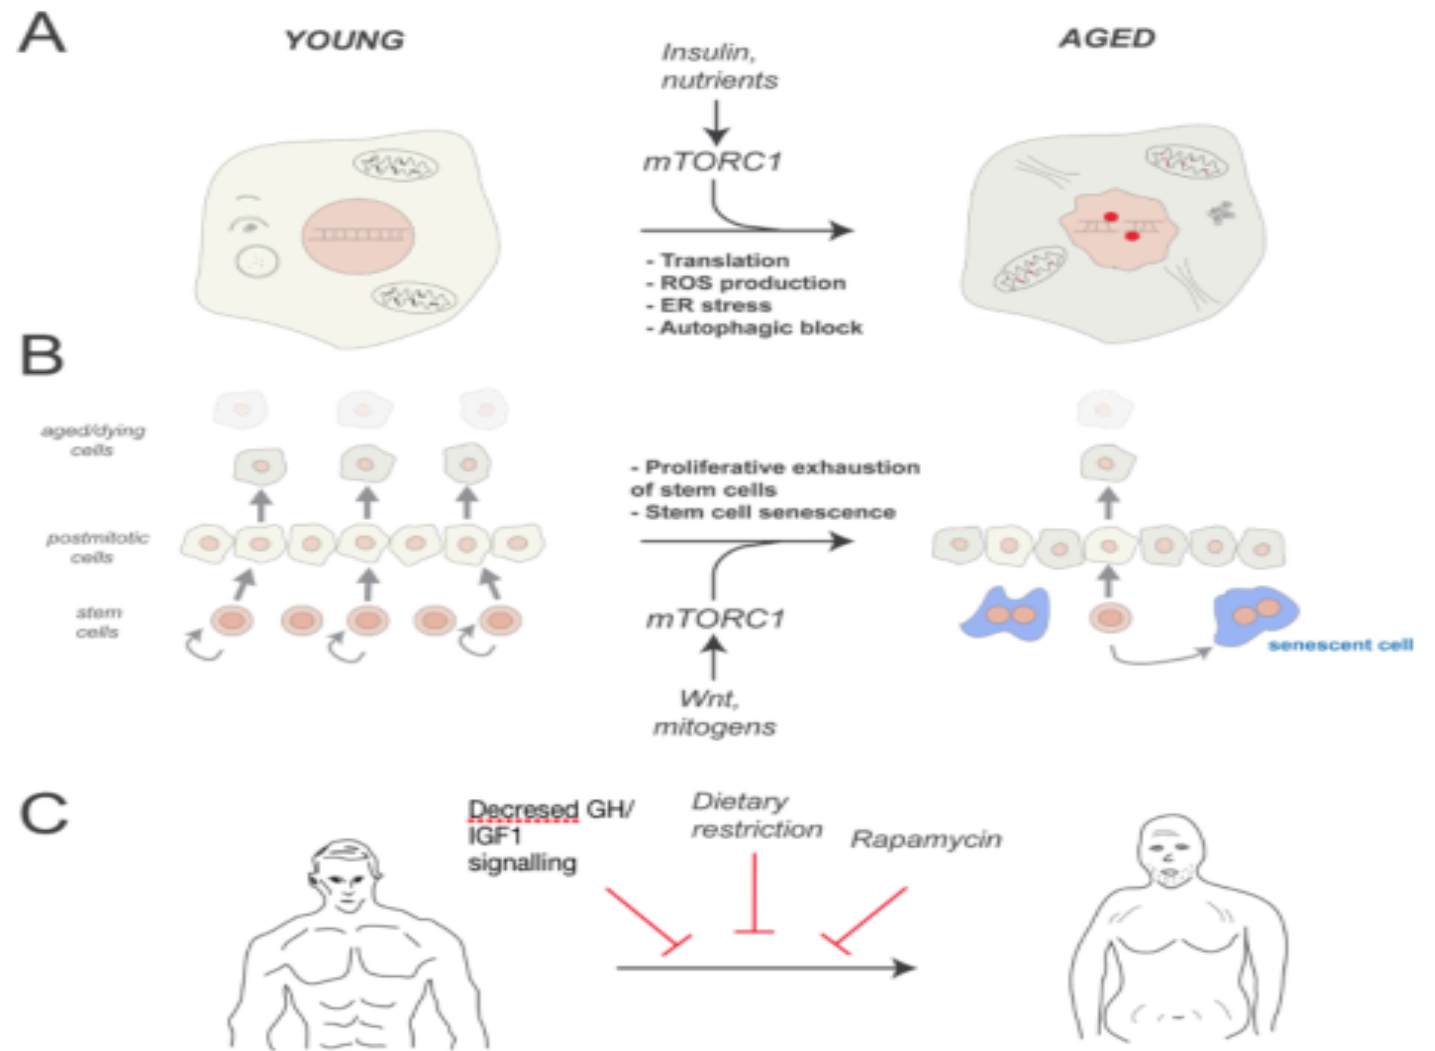 A
YOUNG
AGED
Insulin,
nutrients
mTORC1
- Translation
- ROS production
- ER stress
- Autophagic block
B
aged/dying
cells
postmitotic
cells
stem
cells
- Proliferative exhaustion
of stem cells
- Stem cell senescence
mTORC1
Wnt,
mitogens
senescent cell
C
Decresed GH/
IGF1
signalling
Dietary
restriction
Rapamycin